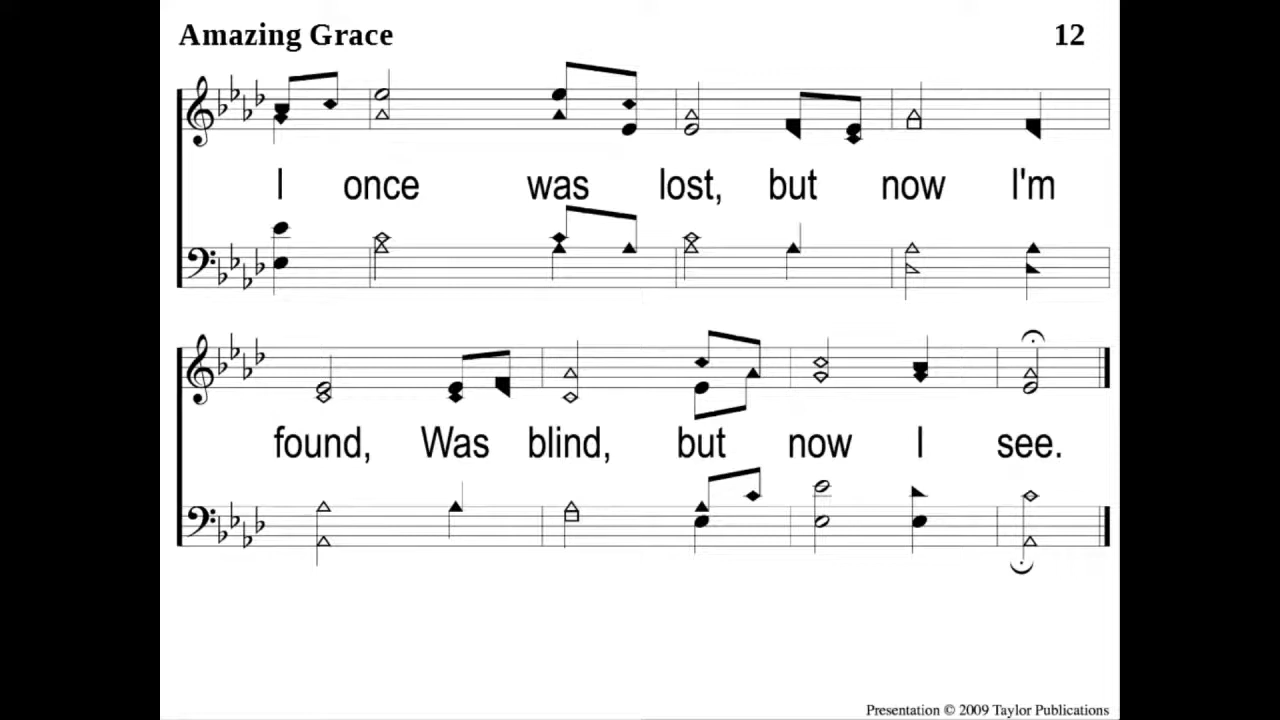 Amazing Grace 12
I once was lost, but now I'm
found, Was blind, but now I see.
Presentation © 2009 Taylor Publications